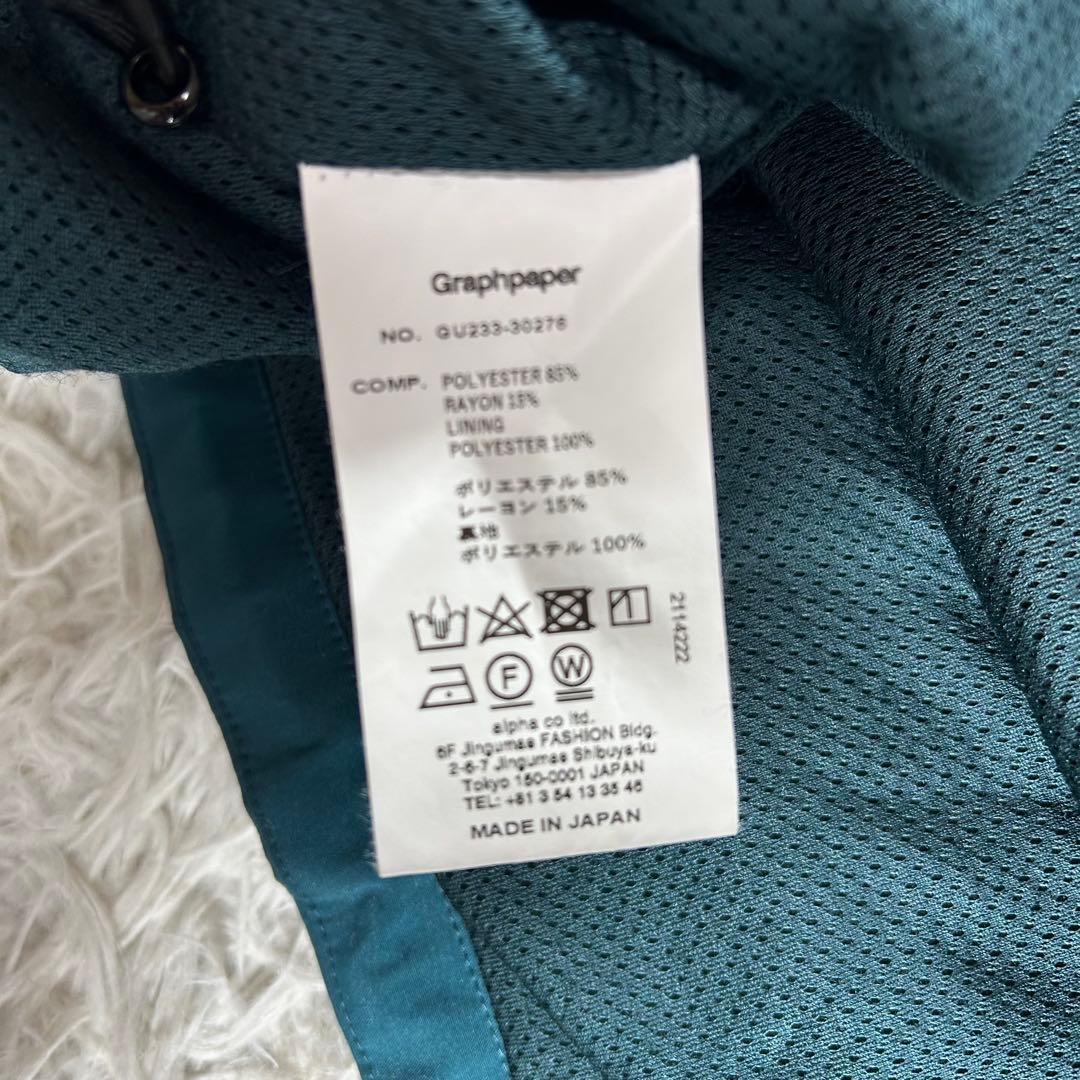 Graphpaper
NO. GU233-30276
COMP. POLYESTER 85%
RAYON 15%
LINING
POLYESTER 100%
ポリエステル 85%
レーヨン 15%
裏地
ポリエステル 100%
F W
2114222
alpha co ltd.
6F Jingumae FASHION Bldg.
2-6-7 Jingumae Shibuya-ku
Tokyo 150-0001 JAPAN
TEL: +81 3 54 13 35 46
MADE IN JAPAN